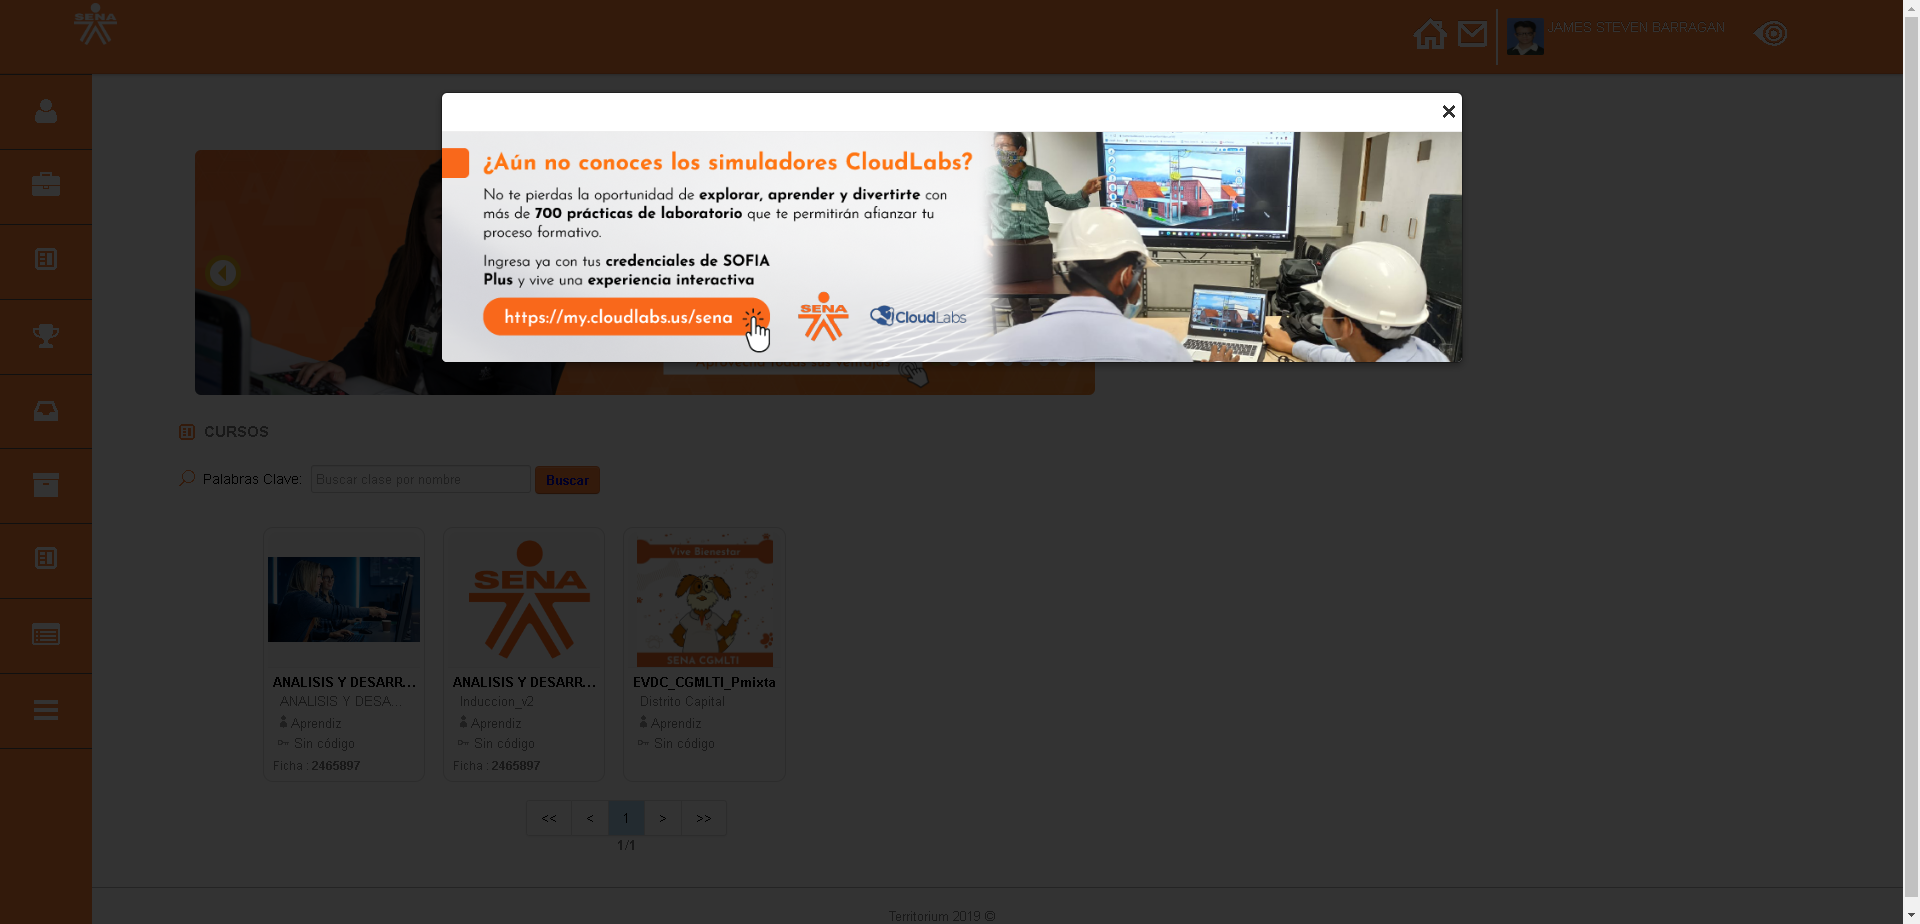 SENA
JAMES STEVEN BARRAGAN
×
¿Aún no conoces los simuladores CloudLabs?
No te pierdas la oportunidad de explorar, aprender y divertirte con
más de 700 prácticas de laboratorio que te permitirán afianzar tu
proceso formativo.
Ingresa ya con tus credenciales de SOFIA
Plus y vive una experiencia interactiva
https://my.cloudlabs.us/sena
SENA
CloudLabs
Aprovecha todas sus ventajas
CURSOS
Palabras Clave:
Buscar clase por nombre
Buscar
SENA
Vive Bienestar
SENA CGMLTI
ANALISIS Y DESARR...
ANALISIS Y DESA...
Aprendiz
Sin código
Ficha : 2465897
ANALISIS Y DESARR...
Induccion_v2
Aprendiz
Sin código
Ficha : 2465897
EVDC_CGMLTI_Pmixta
Distrito Capital
Aprendiz
Sin código
<< < 1 > >>
1/1
Territorium 2019 ©